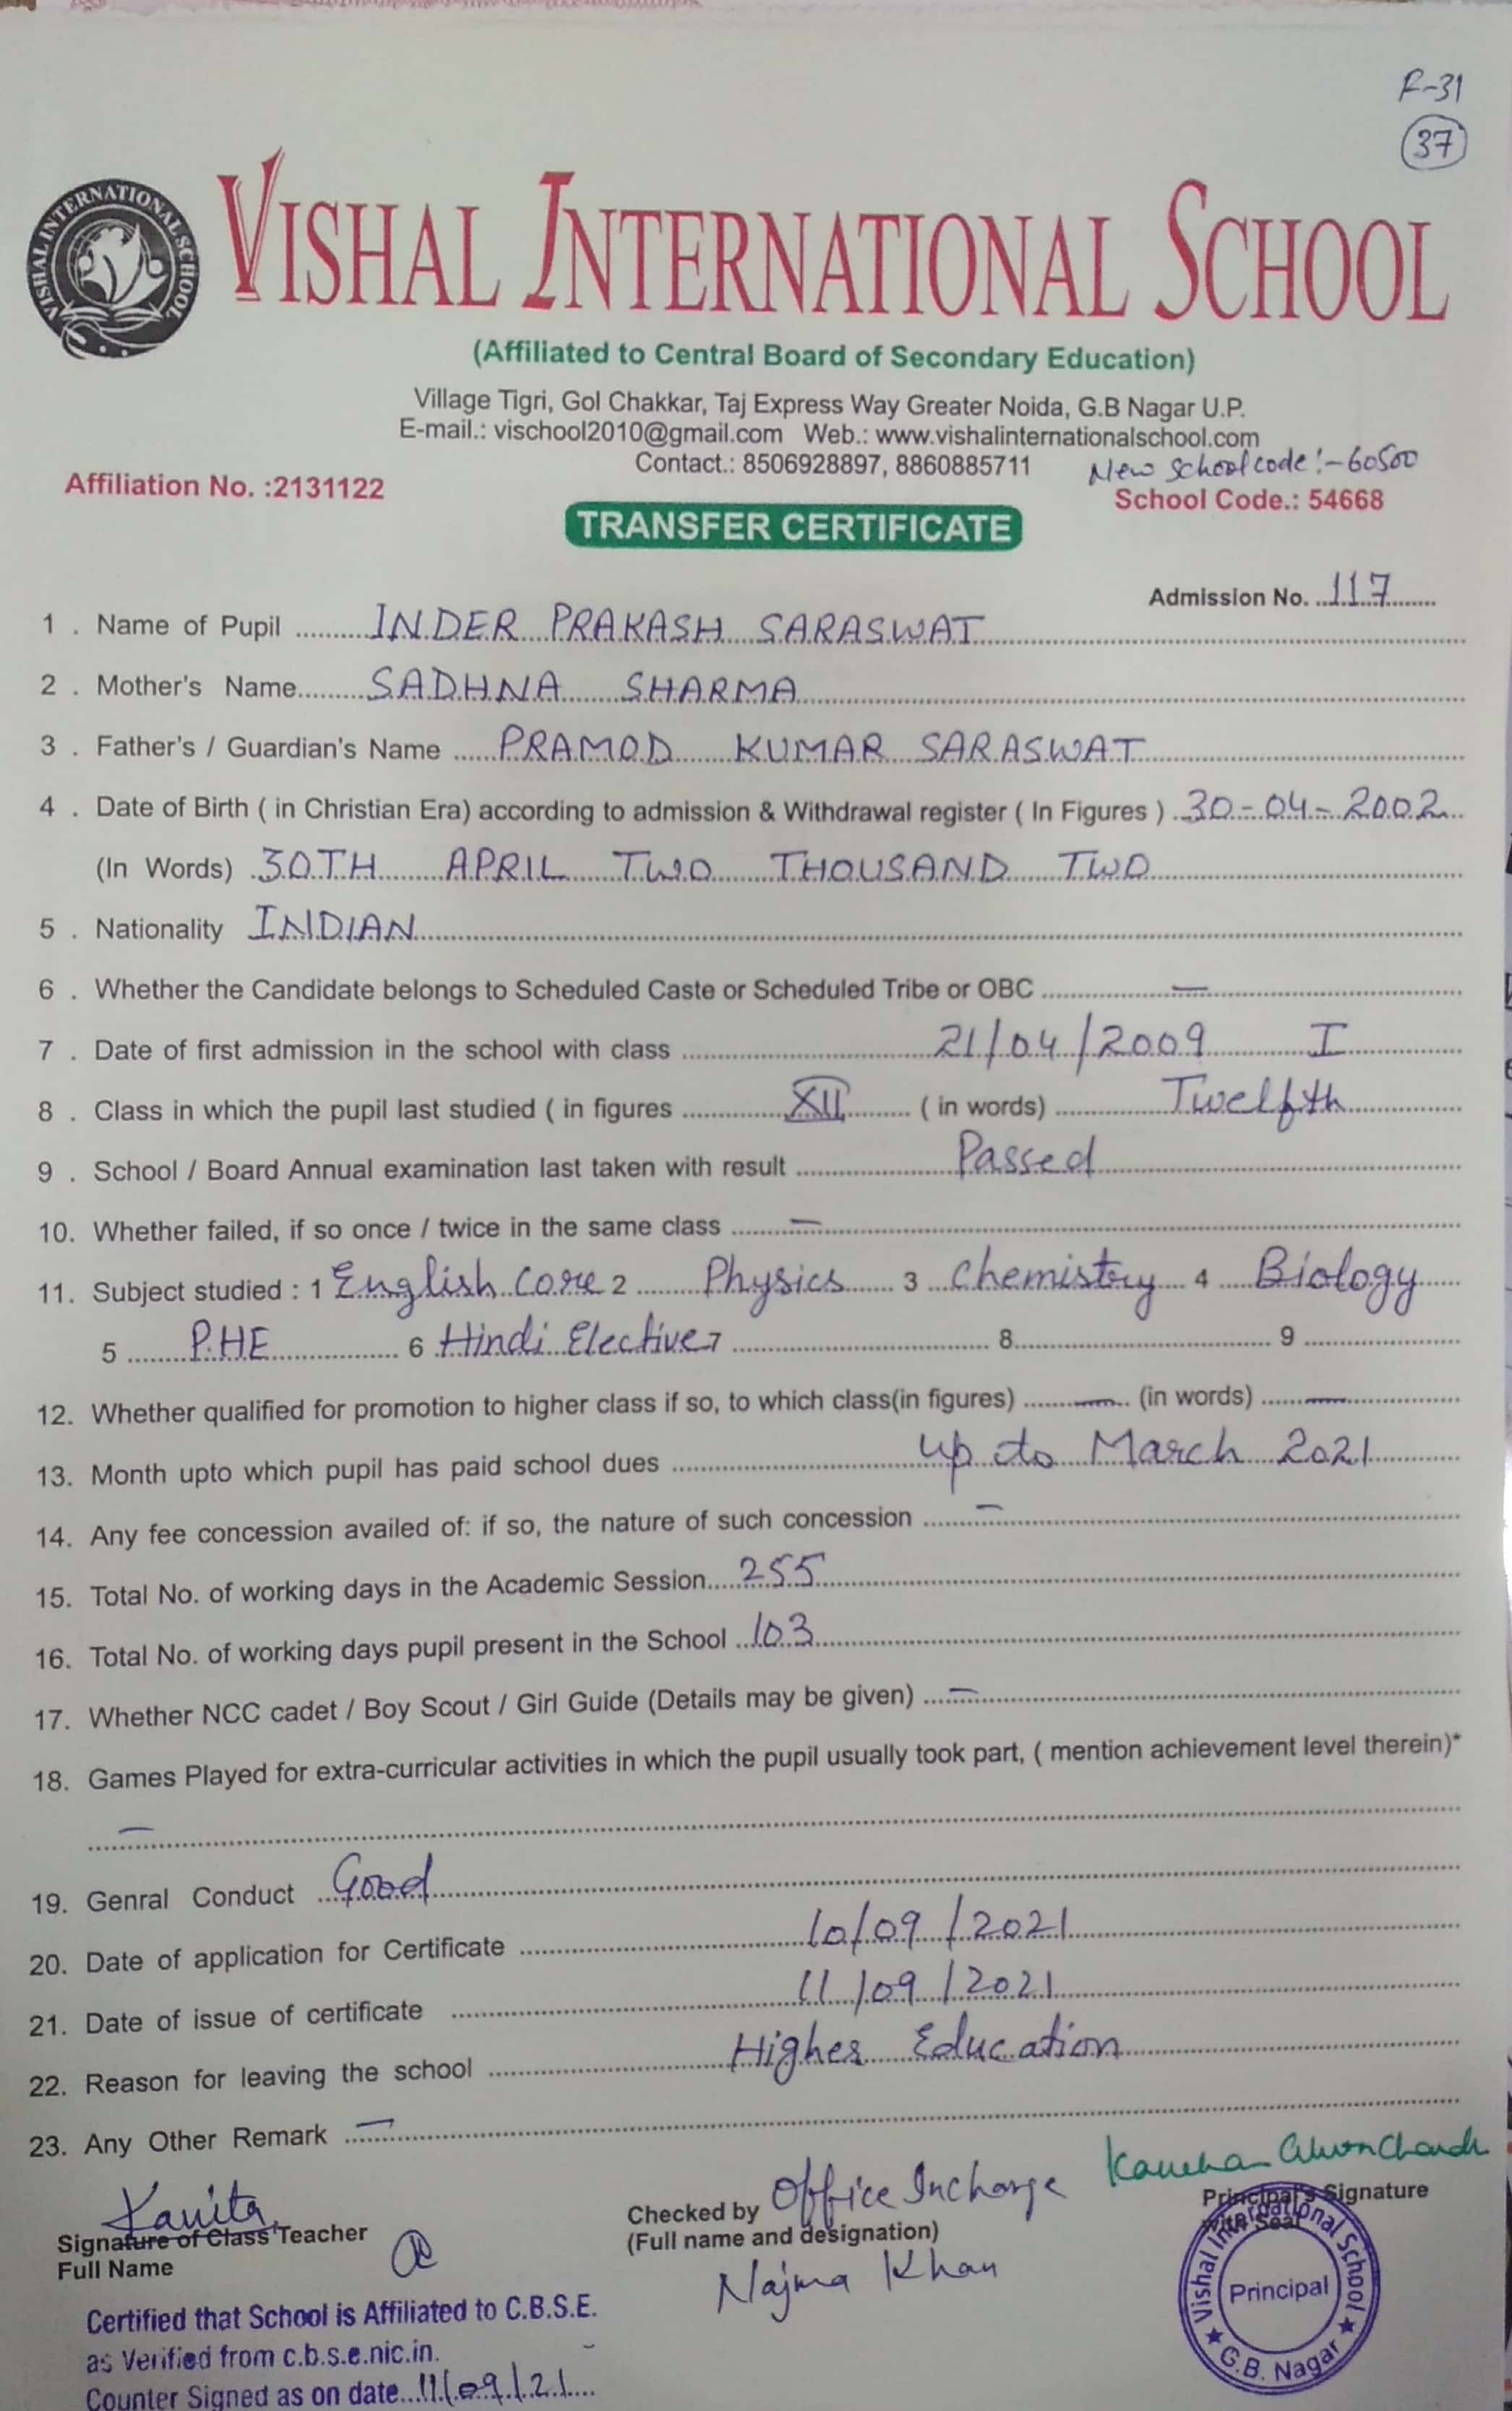 F-31
37
VISHAL INTERNATIONAL SCHOOL
VISHAL INTERNATIONAL SCHOOL
(Affiliated to Central Board of Secondary Education)
Village Tigri, Gol Chakkar, Taj Express Way Greater Noida, G.B Nagar U.P.
E-mail.: vischool2010@gmail.com Web.: www.vishalinternationalschool.com
Contact.: 8506928897, 8860885711 New School code :- 60500
Affiliation No. :2131122 School Code.: 54668
TRANSFER CERTIFICATE
Admission No. 117
1 . Name of Pupil INDER PRAKASH SARASWAT
2 . Mother's Name SADHNA SHARMA
3 . Father's / Guardian's Name PRAMOD KUMAR SARASWAT
4 . Date of Birth ( in Christian Era) according to admission & Withdrawal register ( In Figures ) 30-04-2002
(In Words) 30TH APRIL TWO THOUSAND TWO
5 . Nationality INDIAN
6 . Whether the Candidate belongs to Scheduled Caste or Scheduled Tribe or OBC —
7 . Date of first admission in the school with class 21/04/2009 I
8 . Class in which the pupil last studied ( in figures XII ( in words) Twelfth
9 . School / Board Annual examination last taken with result Passed
10. Whether failed, if so once / twice in the same class —
11. Subject studied : 1 English Core 2 Physics 3 Chemistry 4 Biology
5 PHE 6 Hindi Elective 7 8 9
12. Whether qualified for promotion to higher class if so, to which class(in figures) — (in words) —
13. Month upto which pupil has paid school dues up to March 2021
14. Any fee concession availed of: if so, the nature of such concession —
15. Total No. of working days in the Academic Session 255
16. Total No. of working days pupil present in the School 103
17. Whether NCC cadet / Boy Scout / Girl Guide (Details may be given) —
18. Games Played for extra-curricular activities in which the pupil usually took part, ( mention achievement level therein)*
—
19. Genral Conduct Good
20. Date of application for Certificate 10/09/2021
21. Date of issue of certificate 11/09/2021
22. Reason for leaving the school Higher Education
23. Any Other Remark —
Kavita
Signature of Class Teacher
Full Name
Checked by Office Incharge
(Full name and designation)
Najma Khan
Principal's Signature
with Seal
Vishal International School
Principal
G.B. Nagar
Certified that School is Affiliated to C.B.S.E.
as Verified from c.b.s.e.nic.in.
Counter Signed as on date 11/09/21